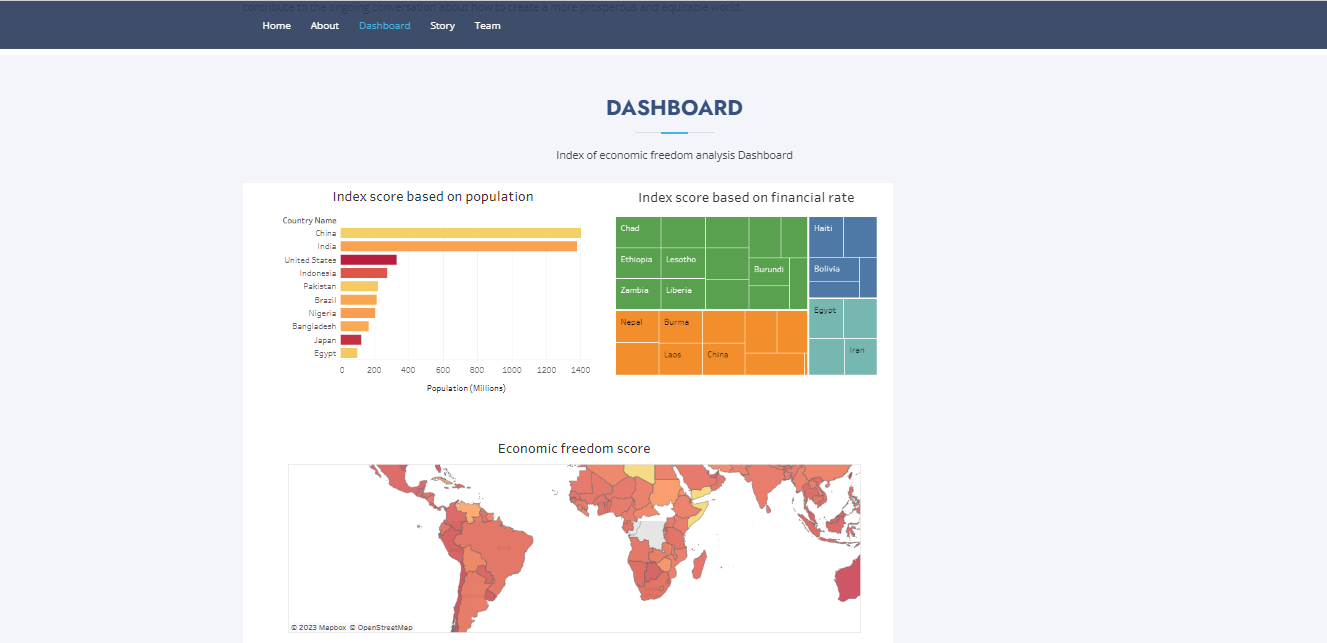 contribute to the ongoing conversation about how to create a more prosperous and equitable world.
Home About Dashboard Story Team
DASHBOARD
Index of economic freedom analysis Dashboard
Index score based on population
Country Name
China
India
United States
Indonesia
Pakistan
Brazil
Nigeria
Bangladesh
Japan
Egypt
0 200 400 600 800 1000 1200 1400
Population (Millions)
Index score based on financial rate
Chad
Haiti
Ethiopia Lesotho
Burundi
Bolivia
Zambia Liberia
Nepal Burma
Egypt
Laos China
Iran
Economic freedom score
© 2023 Mapbox © OpenStreetMap